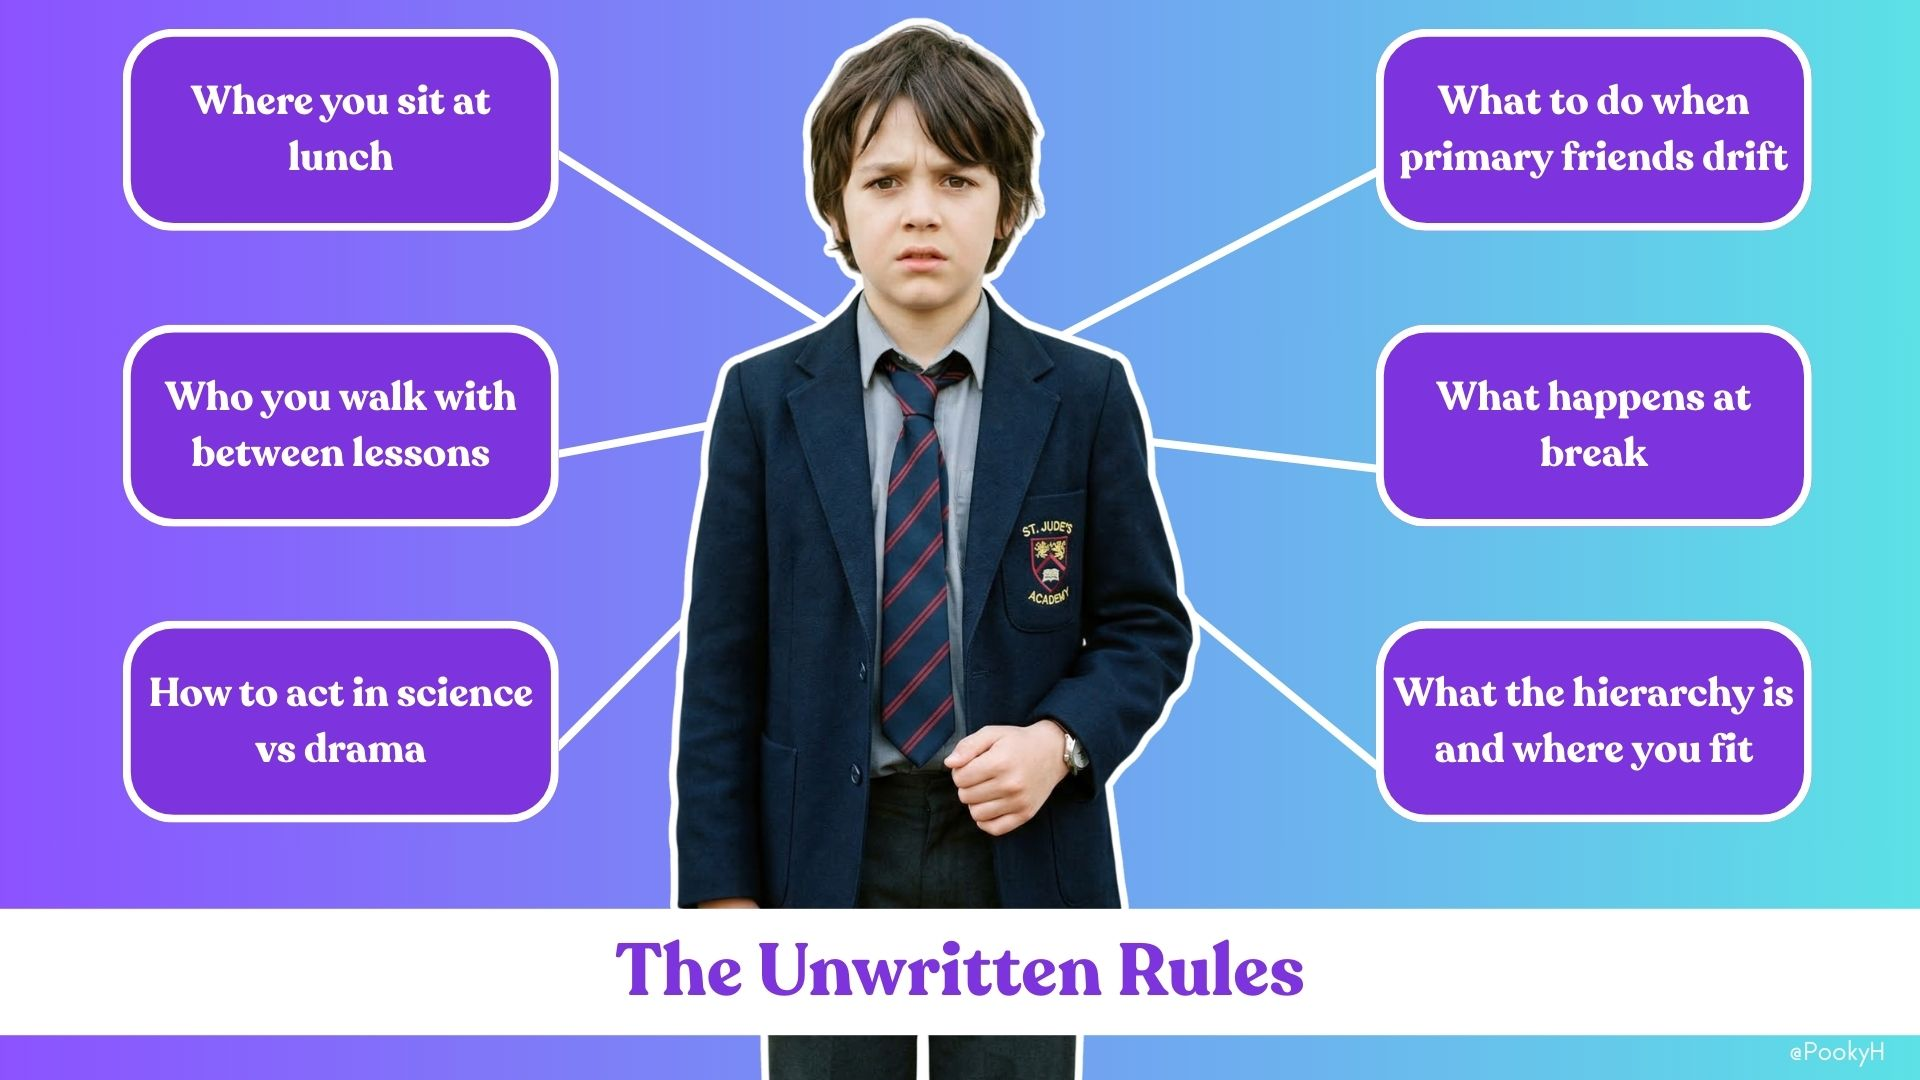 Where you sit at
lunch
What to do when
primary friends drift
Who you walk with
between lessons
What happens at
break
ST. JUDE'S
ACADEMY
How to act in science
vs drama
What the hierarchy is
and where you fit
The Unwritten Rules
@PookyH